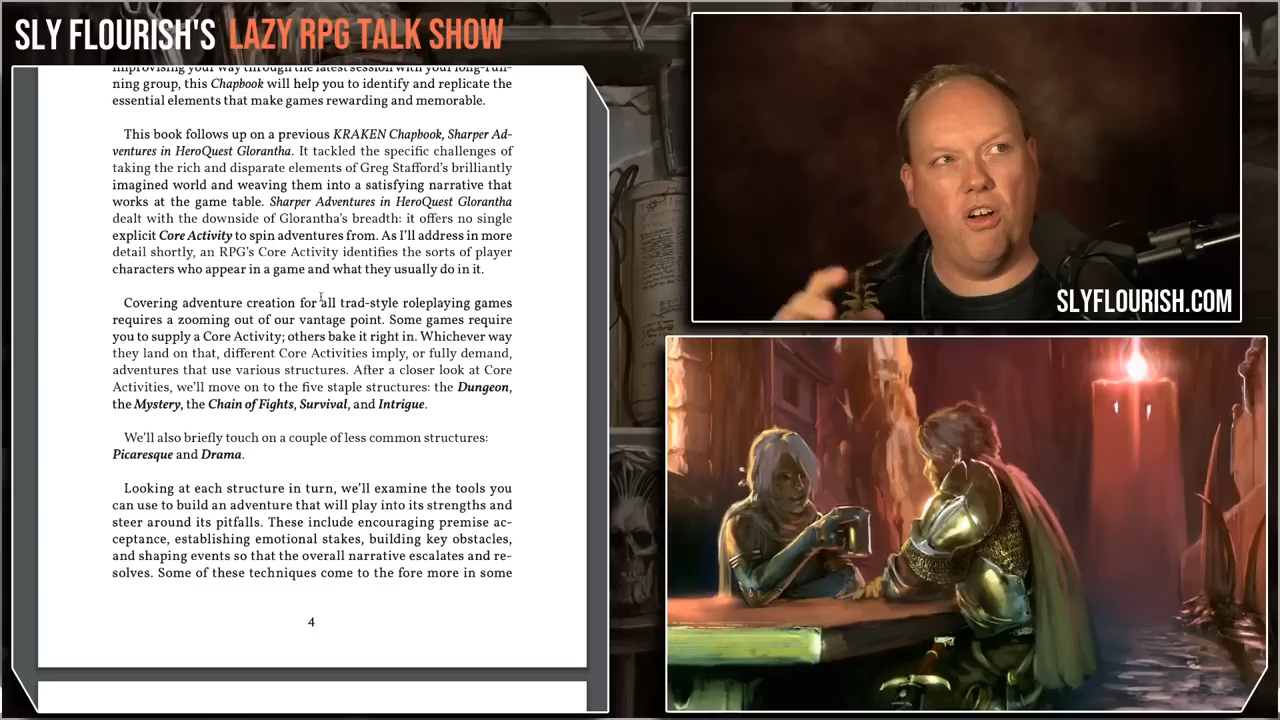 SLY FLOURISH'S LAZY RPG TALK SHOW
improvising your way through the latest session with your long-run-
ning group, this Chapbook will help you to identify and replicate the
essential elements that make games rewarding and memorable.
This book follows up on a previous KRAKEN Chapbook, Sharper Ad-
ventures in HeroQuest Glorantha. It tackled the specific challenges of
taking the rich and disparate elements of Greg Stafford's brilliantly
imagined world and weaving them into a satisfying narrative that
works at the game table. Sharper Adventures in HeroQuest Glorantha
dealt with the downside of Glorantha's breadth: it offers no single
explicit Core Activity to spin adventures from. As I'll address in more
detail shortly, an RPG's Core Activity identifies the sorts of player
characters who appear in a game and what they usually do in it.
Covering adventure creation for all trad-style roleplaying games
requires a zooming out of our vantage point. Some games require
you to supply a Core Activity; others bake it right in. Whichever way
they land on that, different Core Activities imply, or fully demand,
adventures that use various structures. After a closer look at Core
Activities, we'll move on to the five staple structures: the Dungeon,
the Mystery, the Chain of Fights, Survival, and Intrigue.
We'll also briefly touch on a couple of less common structures:
Picaresque and Drama.
Looking at each structure in turn, we'll examine the tools you
can use to build an adventure that will play into its strengths and
steer around its pitfalls. These include encouraging premise ac-
ceptance, establishing emotional stakes, building key obstacles,
and shaping events so that the overall narrative escalates and re-
solves. Some of these techniques come to the fore more in some
4
SLYFLOURISH.COM